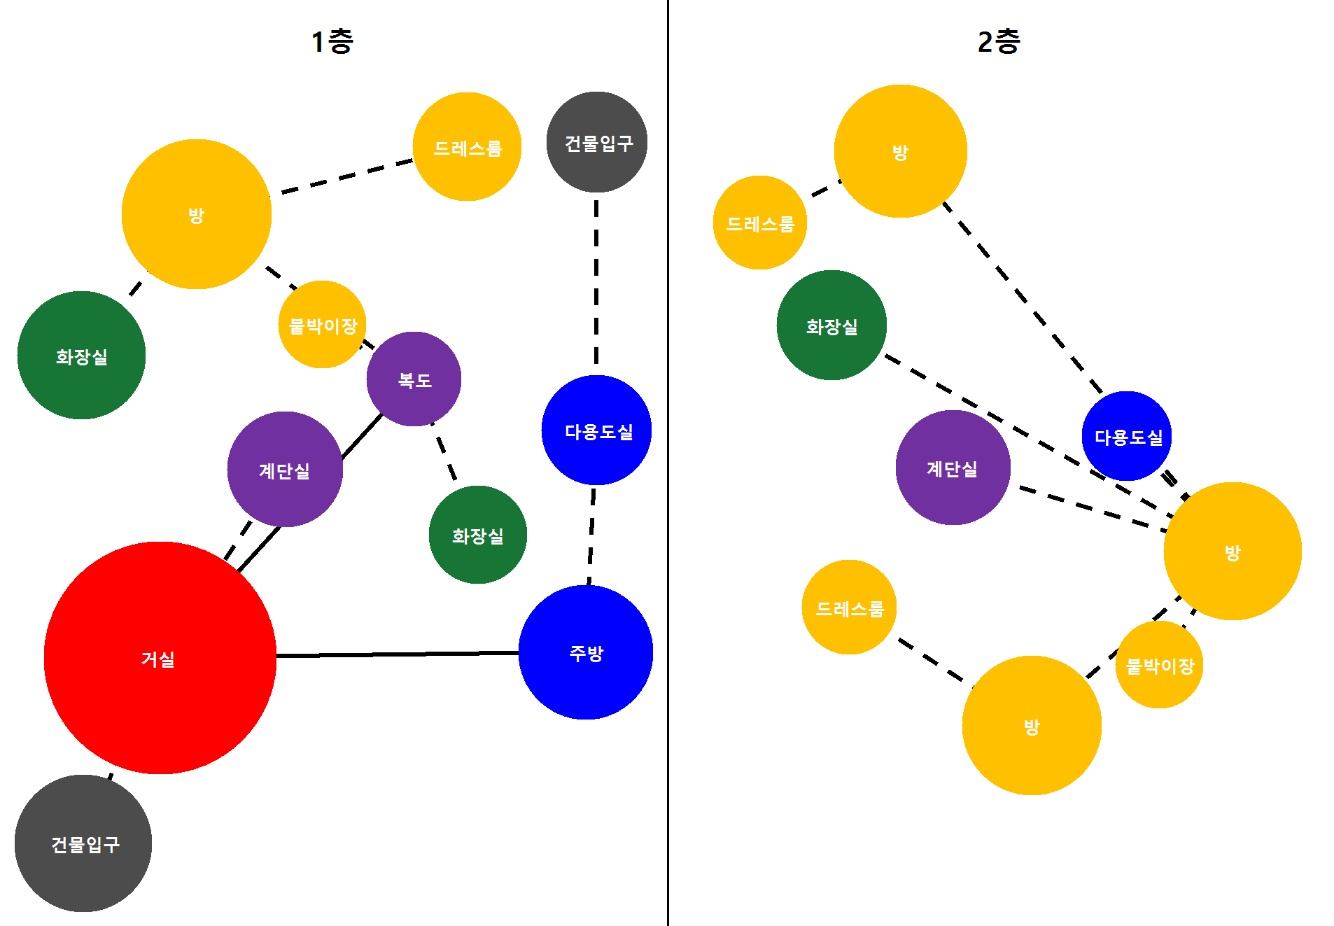 1층
드레스룸
건물입구
방
붙박이장
화장실
복도
다용도실
계단실
화장실
거실
주방
건물입구
2층
방
드레스룸
화장실
다용도실
계단실
방
드레스룸
붙박이장
방